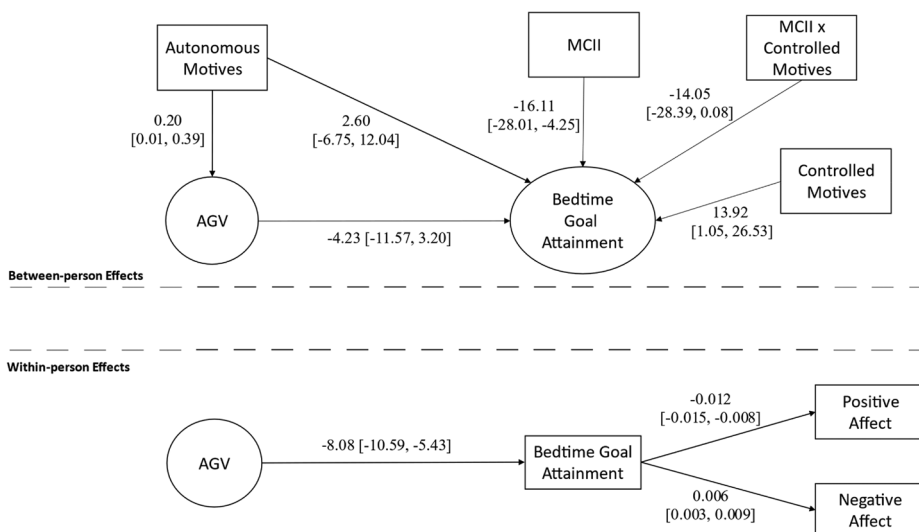 Autonomous
Motives
MCII
MCII x
Controlled
Motives
0.20
[0.01, 0.39]
2.60
[-6.75, 12.04]
-16.11
[-28.01, -4.25]
-14.05
[-28.39, 0.08]
Controlled
Motives
AGV
-4.23 [-11.57, 3.20]
Bedtime
Goal
Attainment
13.92
[1.05, 26.53]
Between-person Effects
Within-person Effects
AGV
-8.08 [-10.59, -5.43]
Bedtime Goal
Attainment
-0.012
[-0.015, -0.008]
Positive
Affect
0.006
[0.003, 0.009]
Negative
Affect